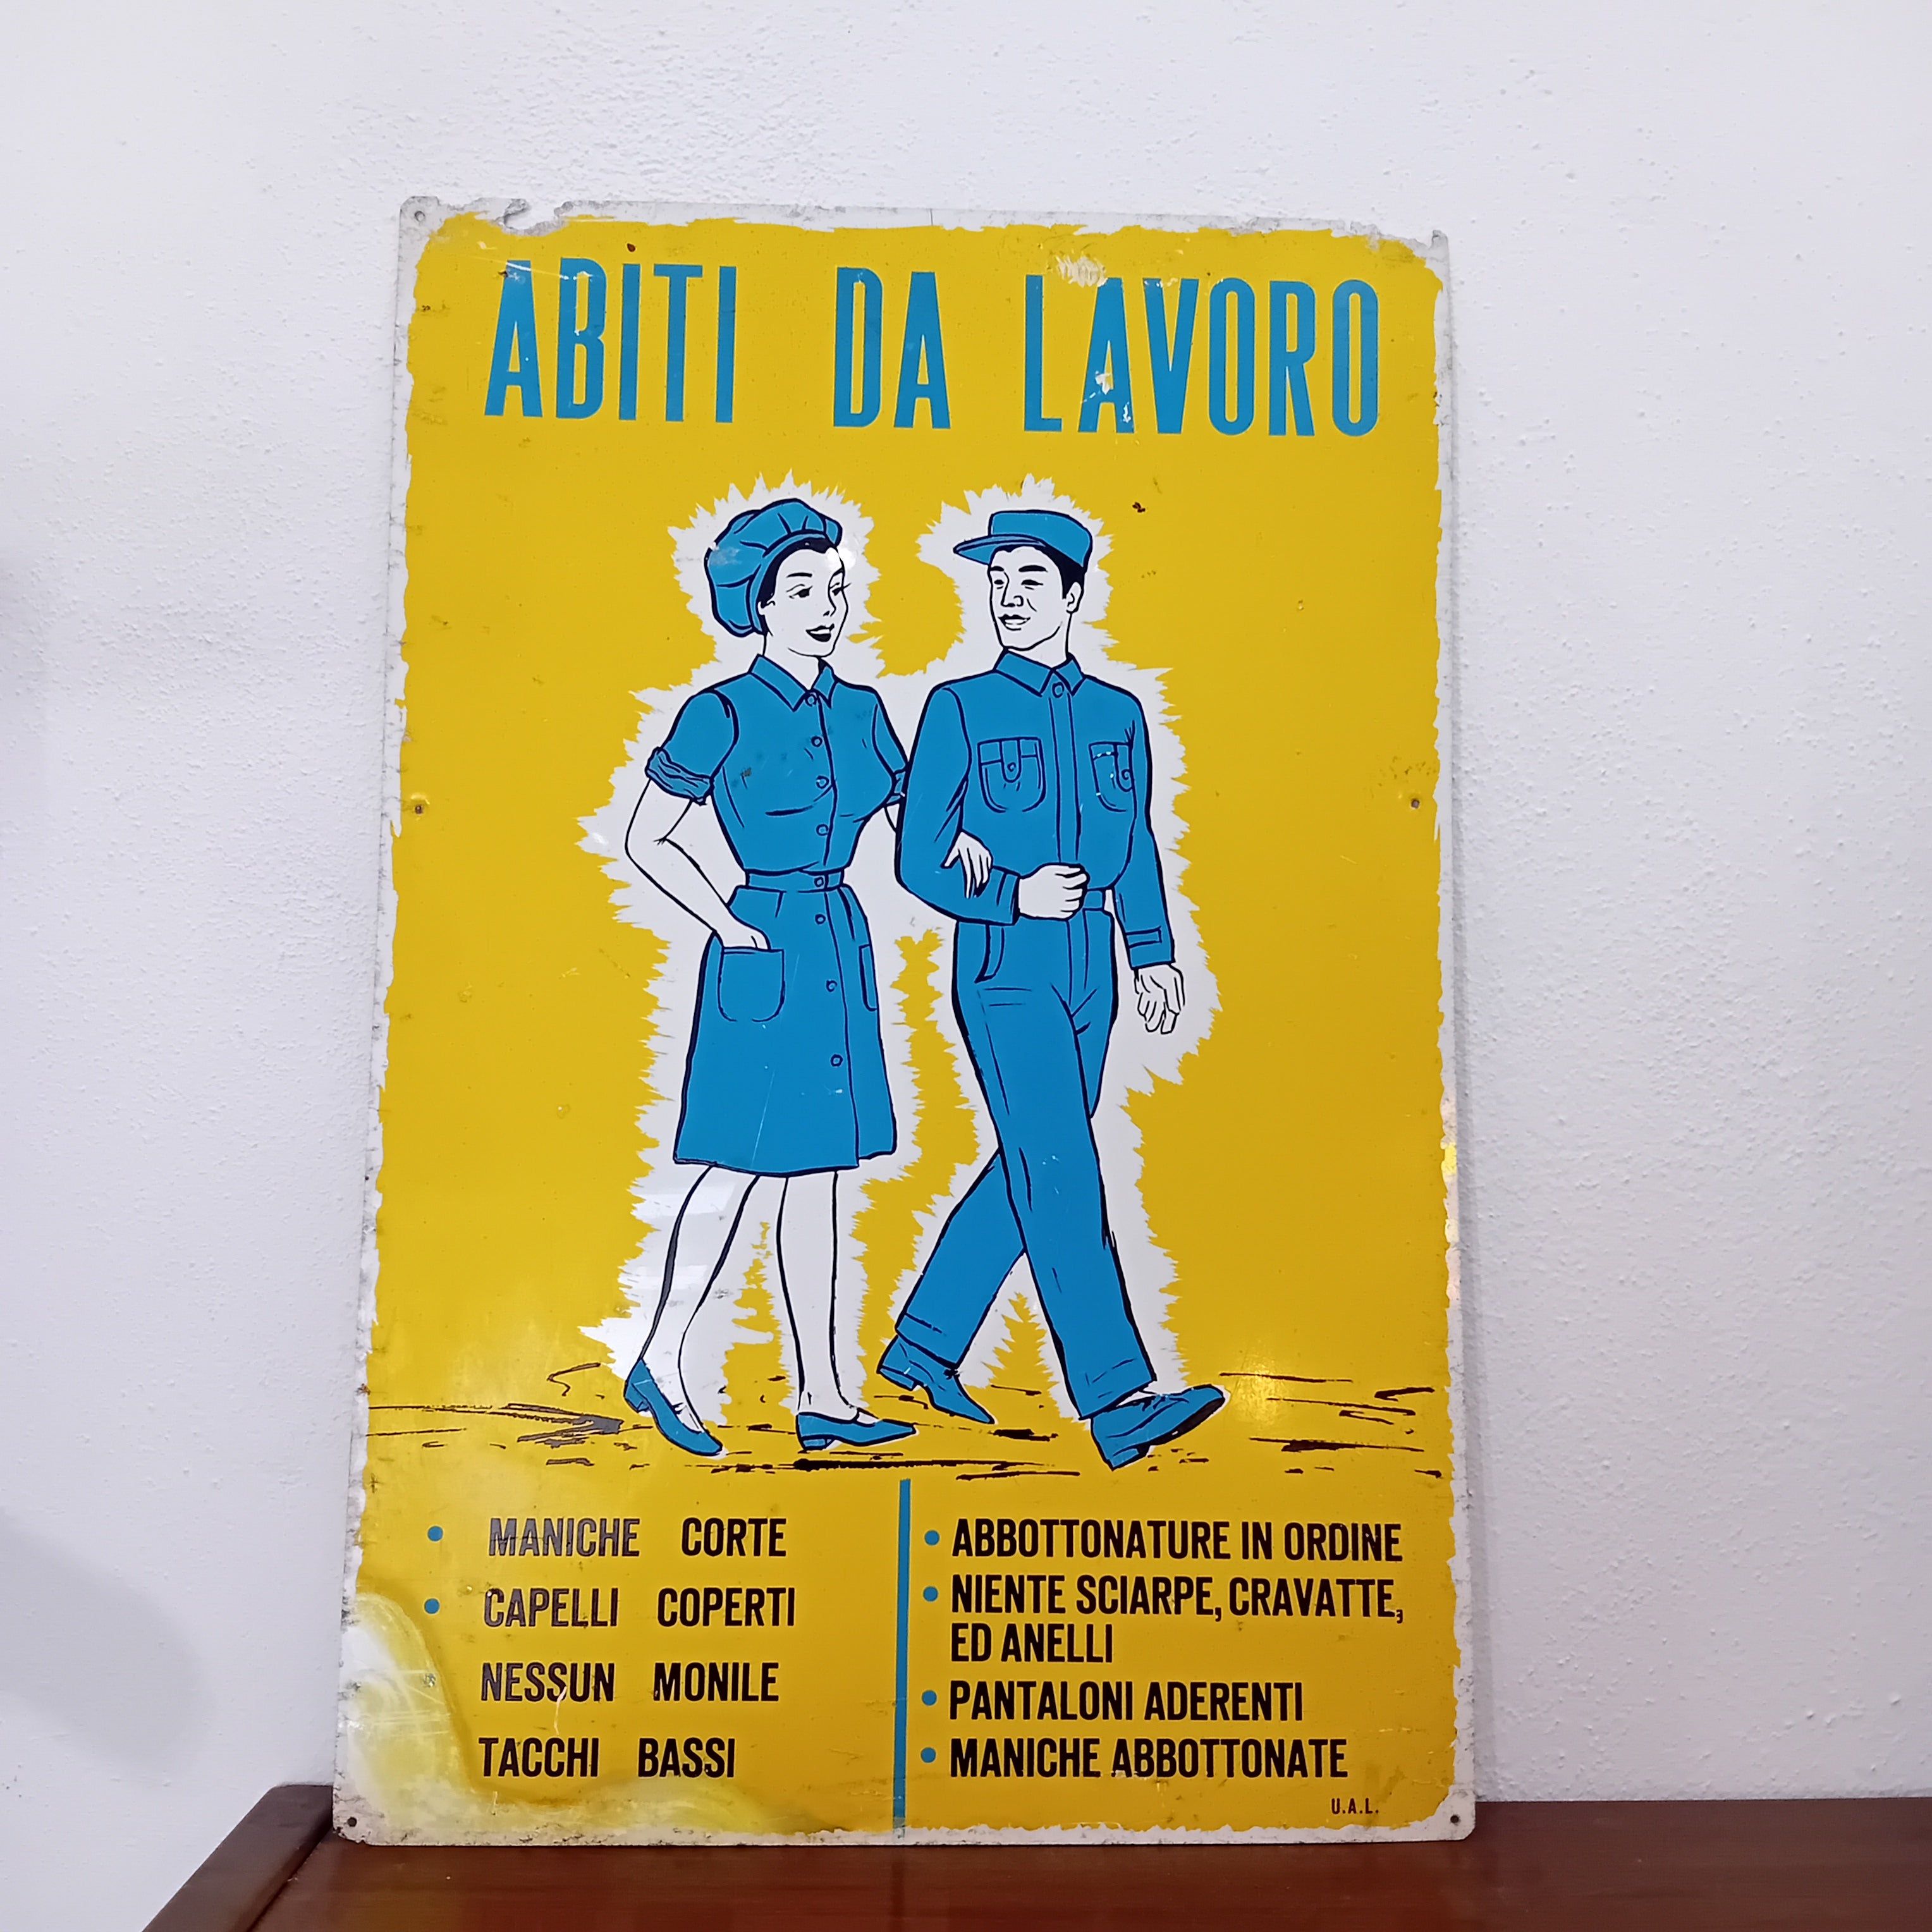 ABITI DA LAVORO
MANICHE CORTE
CAPELLI COPERTI
NESSUN MONILE
TACCHI BASSI
ABBOTTONATURE IN ORDINE
NIENTE SCIARPE, CRAVATTE,
ED ANELLI
PANTALONI ADERENTI
MANICHE ABBOTTONATE
U.A.L.